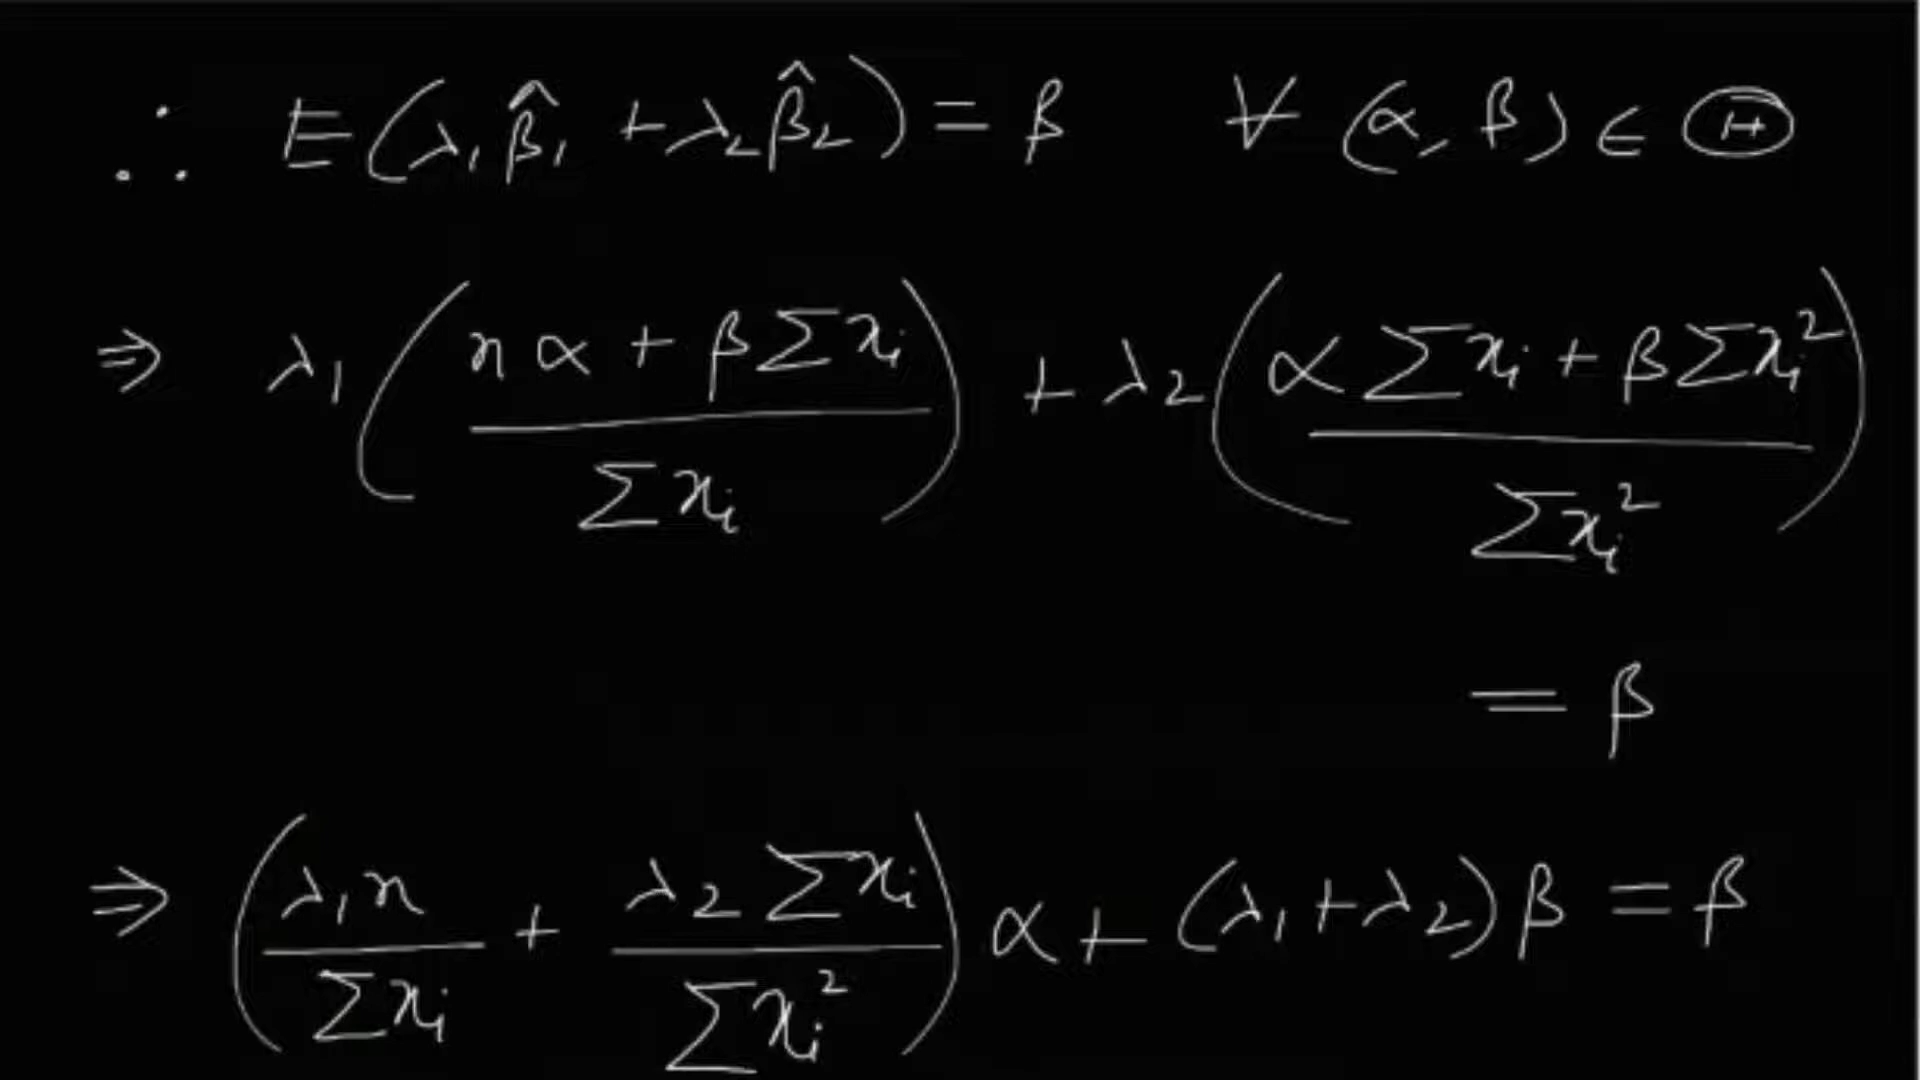 ∴ E(λ₁β̂₁ + λ₂β̂₂) = β ∀ (α, β) ∈ Ⓗ
⇒ λ₁((nα + βΣxᵢ)/(Σxᵢ)) + λ₂((αΣxᵢ + βΣxᵢ²)/(Σxᵢ²))
= β
⇒ ((λ₁n)/(Σxᵢ) + (λ₂Σxᵢ)/(Σxᵢ²))α + (λ₁+λ₂)β = β